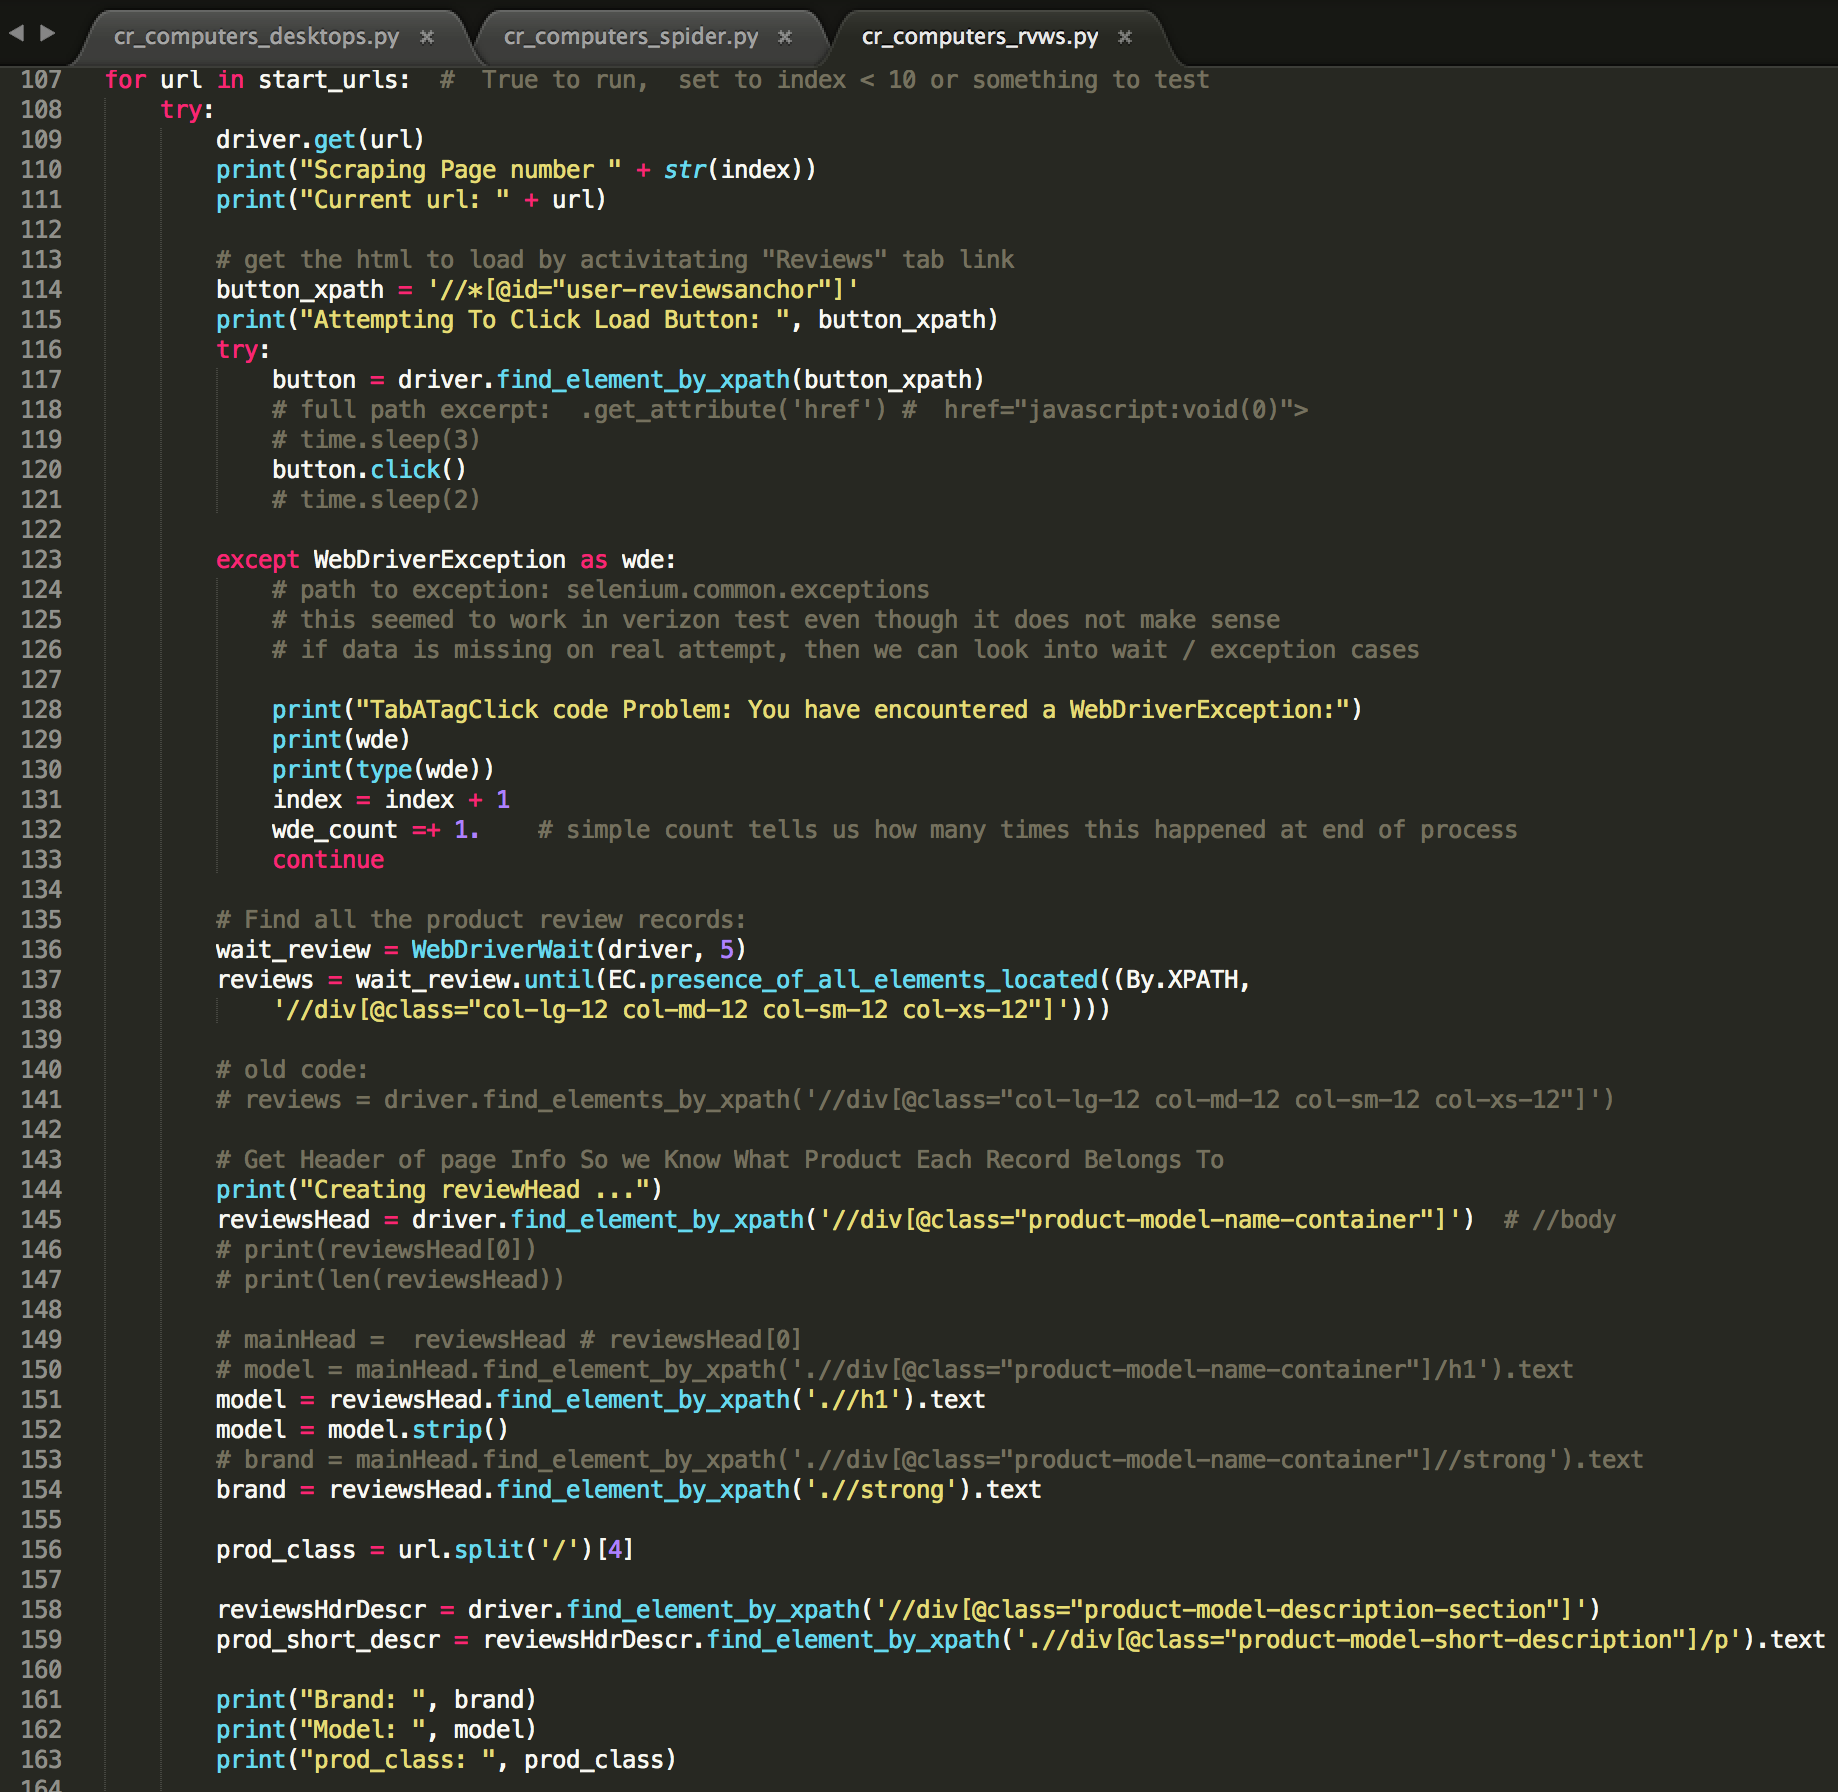 cr_computers_desktops.py × cr_computers_spider.py × cr_computers_rvws.py ×
107 for url in start_urls:  #  True to run,  set to index < 10 or something to test
108     try:
109         driver.get(url)
110         print("Scraping Page number " + str(index))
111         print("Current url: " + url)
112
113         # get the html to load by activitating "Reviews" tab link
114         button_xpath = '//*[@id="user-reviewsanchor"]'
115         print("Attempting To Click Load Button: ", button_xpath)
116         try:
117             button = driver.find_element_by_xpath(button_xpath)
118             # full path excerpt:  .get_attribute('href') #  href="javascript:void(0)">
119             # time.sleep(3)
120             button.click()
121             # time.sleep(2)
122
123         except WebDriverException as wde:
124             # path to exception: selenium.common.exceptions
125             # this seemed to work in verizon test even though it does not make sense
126             # if data is missing on real attempt, then we can look into wait / exception cases
127
128             print("TabATagClick code Problem: You have encountered a WebDriverException:")
129             print(wde)
130             print(type(wde))
131             index = index + 1
132             wde_count =+ 1.    # simple count tells us how many times this happened at end of process
133             continue
134
135         # Find all the product review records:
136         wait_review = WebDriverWait(driver, 5)
137         reviews = wait_review.until(EC.presence_of_all_elements_located((By.XPATH,
138             '//div[@class="col-lg-12 col-md-12 col-sm-12 col-xs-12"]')))
139
140         # old code:
141         # reviews = driver.find_elements_by_xpath('//div[@class="col-lg-12 col-md-12 col-sm-12 col-xs-12"]')
142
143         # Get Header of page Info So we Know What Product Each Record Belongs To
144         print("Creating reviewHead ...")
145         reviewsHead = driver.find_element_by_xpath('//div[@class="product-model-name-container"]')  # //body
146         # print(reviewsHead[0])
147         # print(len(reviewsHead))
148
149         # mainHead =  reviewsHead # reviewsHead[0]
150         # model = mainHead.find_element_by_xpath('.//div[@class="product-model-name-container"]/h1').text
151         model = reviewsHead.find_element_by_xpath('.//h1').text
152         model = model.strip()
153         # brand = mainHead.find_element_by_xpath('.//div[@class="product-model-name-container"]//strong').text
154         brand = reviewsHead.find_element_by_xpath('.//strong').text
155
156         prod_class = url.split('/')[4]
157
158         reviewsHdrDescr = driver.find_element_by_xpath('//div[@class="product-model-description-section"]')
159         prod_short_descr = reviewsHdrDescr.find_element_by_xpath('.//div[@class="product-model-short-description"]/p').text
160
161         print("Brand: ", brand)
162         print("Model: ", model)
163         print("prod_class: ", prod_class)
164